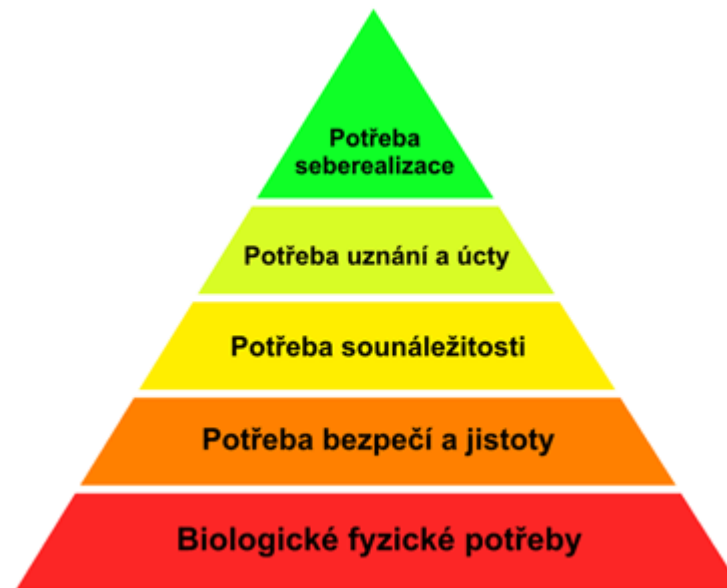 Potřeba
seberealizace
Potřeba uznání a úcty
Potřeba sounáležitosti
Potřeba bezpečí a jistoty
Biologické fyzické potřeby